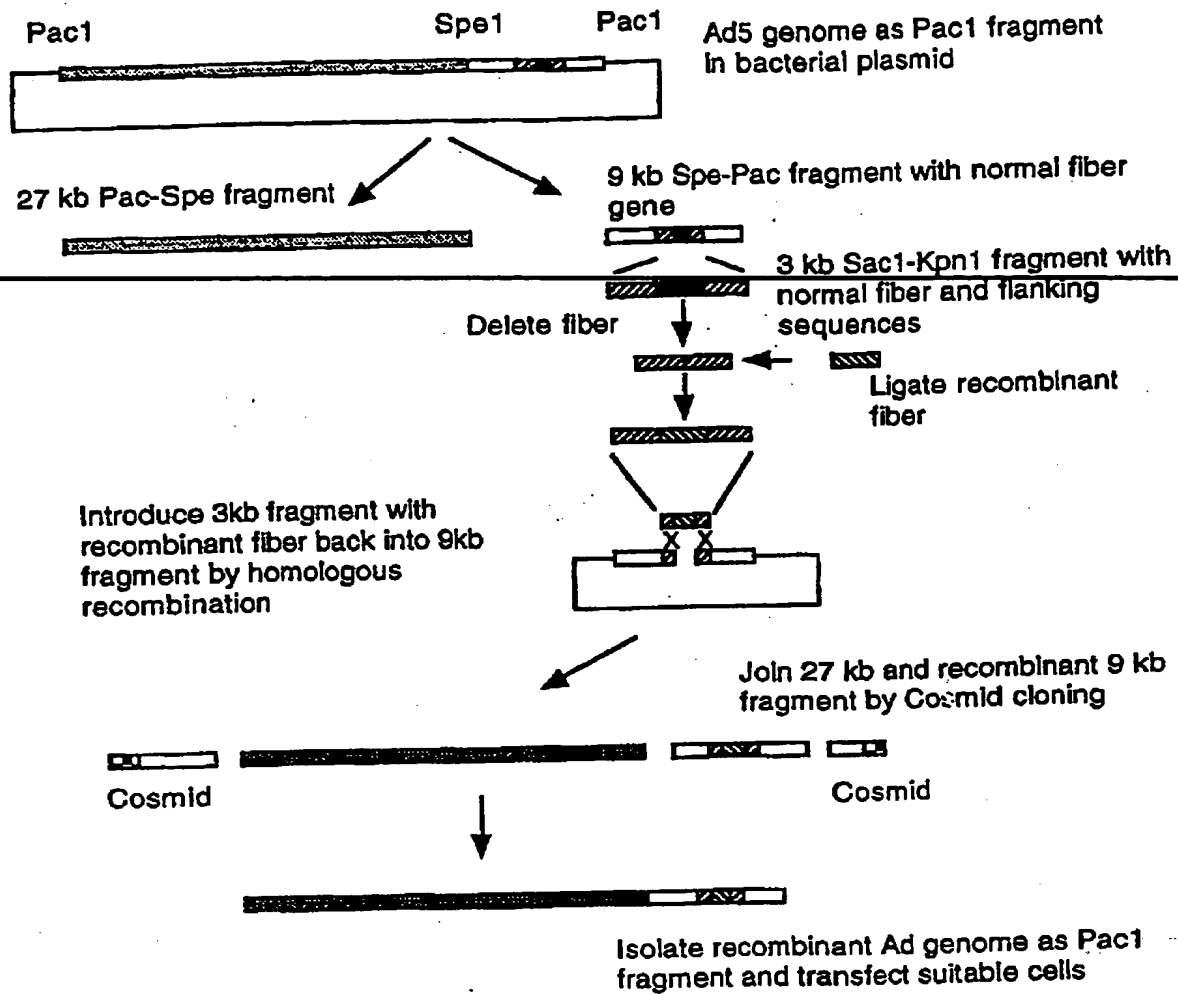 Pac1
Spe1
Pac1
Ad5 genome as Pac1 fragment
in bacterial plasmid
27 kb Pac-Spe fragment
9 kb Spe-Pac fragment with normal fiber
gene
3 kb Sac1-Kpn1 fragment with
normal fiber and flanking
sequences
Delete fiber
Ligate recombinant
fiber
Introduce 3kb fragment with
recombinant fiber back into 9kb
fragment by homologous
recombination
X X
Join 27 kb and recombinant 9 kb
fragment by Cosmid cloning
Cosmid
Cosmid
Isolate recombinant Ad genome as Pac1
fragment and transfect suitable cells